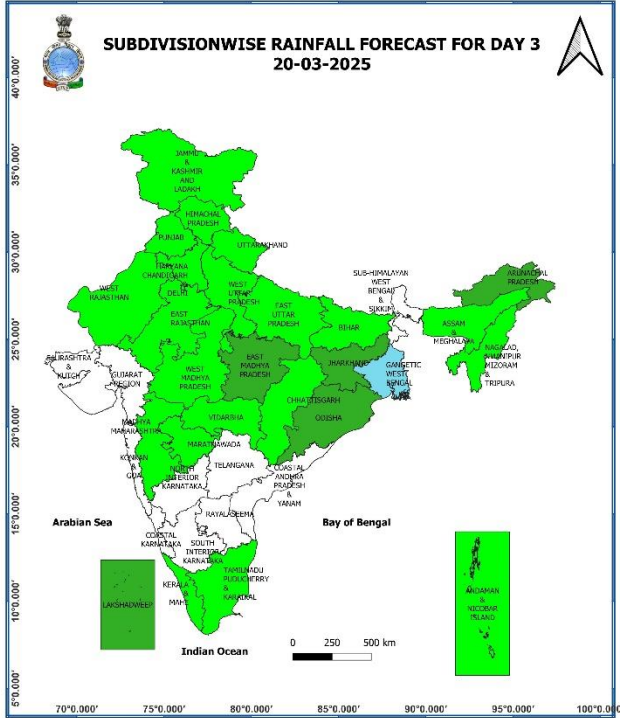 SUBDIVISIONWISE RAINFALL FORECAST FOR DAY 3
20-03-2025
40°0.000'
35°0.000'
30°0.000'
25°0.000'
20°0.000'
15°0.000'
10°0.000'
5°0.000'
JAMMU
&
KASHMIR
AND
LADAKH
HIMACHAL
PRADESH
PUNJAB
UTTARAKHAND
HARYANA
CHANDIGARH
DELHI
WEST
RAJASTHAN
WEST
UTTAR
PRADESH
EAST
RAJASTHAN
EAST
UTTAR
PRADESH
SUB-HIMALAYAN
WEST
BENGAL
&
SIKKIM
ARUNACHAL
PRADESH
ASSAM
&
MEGHALAYA
NAGALAD,
MANIPUR
MIZORAM
&
TRIPURA
BIHAR
SAURASHTRA
&
KUTCH
GUJARAT
REGION
WEST
MADHYA
PRADESH
EAST
MADHYA
PRADESH
JHARKHAND
GANGETIC
WEST
BENGAL
CHHATTISGARH
ODISHA
VIDARBHA
MADHYA
MAHARASHTRA
MARATHWADA
KONKAN
&
GOA
NORTH
INTERIOR
KARNATAKA
TELANGANA
COASTAL
ANDHRA
PRADESH
&
YANAM
RAYALASEEMA
Arabian Sea
Bay of Bengal
COASTAL
KARNATAKA
SOUTH
INTERIOR
KARNATAKA
TAMILNADU
PUDUCHERRY
&
KARAIKAL
KERALA
&
MAHE
LAKSHADWEEP
ANDAMAN
&
NICOBAR
ISLAND
Indian Ocean
0 250 500 km
70°0.000' 75°0.000' 80°0.000' 85°0.000' 90°0.000' 95°0.000' 100°0.000'